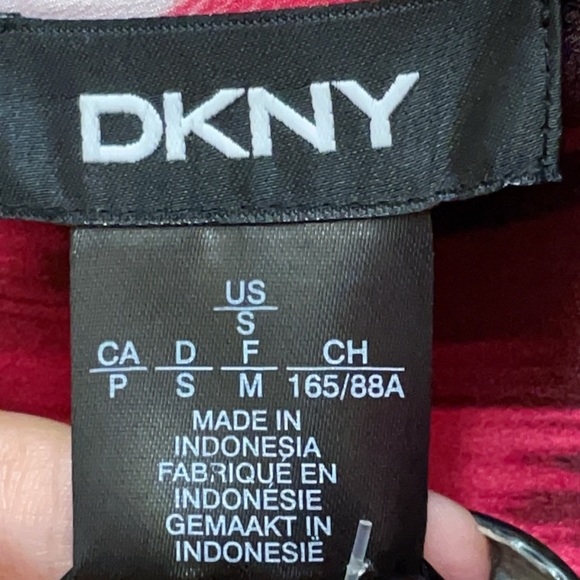 DKNY
US
S
CA D F CH
P S M 165/88A
MADE IN
INDONESIA
FABRIQUÉ EN
INDONÉSIE
GEMAAKT IN
INDONESIË